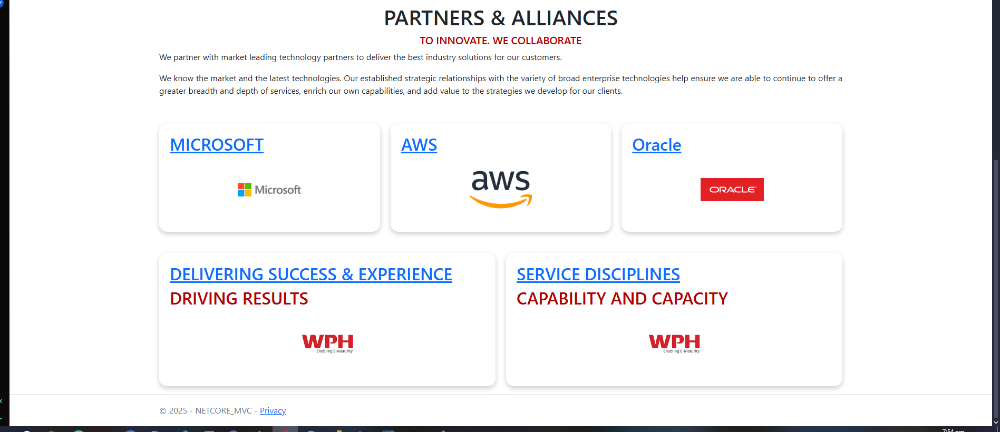 PARTNERS & ALLIANCES
TO INNOVATE. WE COLLABORATE
We partner with market leading technology partners to deliver the best industry solutions for our customers.
We know the market and the latest technologies. Our established strategic relationships with the variety of broad enterprise technologies help ensure we are able to continue to offer a
greater breadth and depth of services, enrich our own capabilities, and add value to the strategies we develop for our clients.
MICROSOFT
Microsoft
AWS
aws
Oracle
ORACLE
DELIVERING SUCCESS & EXPERIENCE
DRIVING RESULTS
WPH
Enabling E-Maturity
SERVICE DISCIPLINES
CAPABILITY AND CAPACITY
WPH
Enabling E-Maturity
© 2025 - NETCORE_MVC - Privacy
7:54 pm